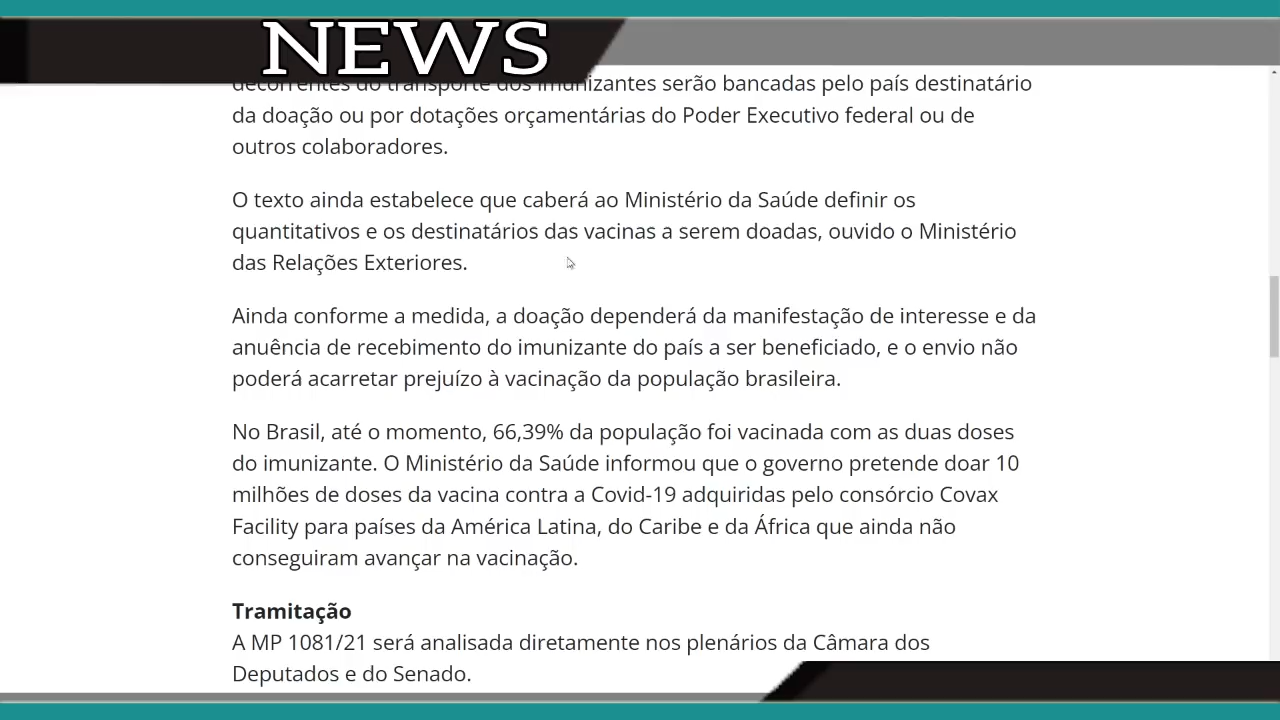 NEWS
decorrentes do transporte dos imunizantes serão bancadas pelo país destinatário
da doação ou por dotações orçamentárias do Poder Executivo federal ou de
outros colaboradores.
O texto ainda estabelece que caberá ao Ministério da Saúde definir os
quantitativos e os destinatários das vacinas a serem doadas, ouvido o Ministério
das Relações Exteriores.
Ainda conforme a medida, a doação dependerá da manifestação de interesse e da
anuência de recebimento do imunizante do país a ser beneficiado, e o envio não
poderá acarretar prejuízo à vacinação da população brasileira.
No Brasil, até o momento, 66,39% da população foi vacinada com as duas doses
do imunizante. O Ministério da Saúde informou que o governo pretende doar 10
milhões de doses da vacina contra a Covid-19 adquiridas pelo consórcio Covax
Facility para países da América Latina, do Caribe e da África que ainda não
conseguiram avançar na vacinação.
Tramitação
A MP 1081/21 será analisada diretamente nos plenários da Câmara dos
Deputados e do Senado.